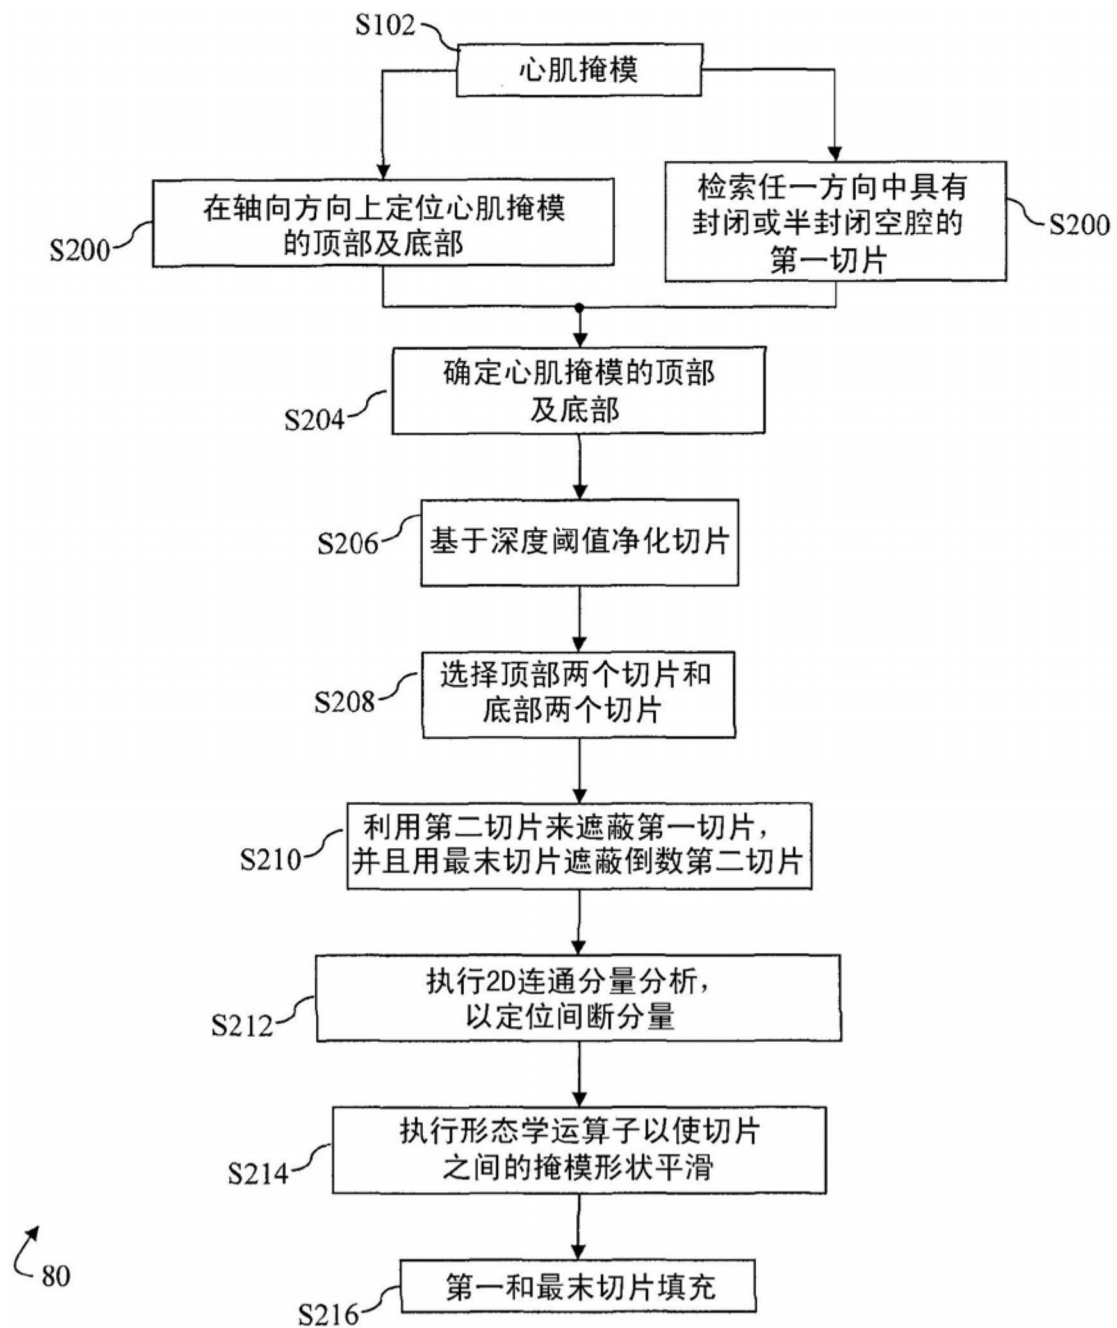 S102
心肌掩模
在轴向方向上定位心肌掩模
的顶部及底部
S200
检索任一方向中具有
封闭或半封闭空腔的
第一切片
S200
确定心肌掩模的顶部
及底部
S204
基于深度阈值净化切片
S206
选择顶部两个切片和
底部两个切片
S208
利用第二切片来遮蔽第一切片，
并且用最末切片遮蔽倒数第二切片
S210
执行2D连通分量分析，
以定位间断分量
S212
执行形态学运算子以使切片
之间的掩模形状平滑
S214
80
第一和最末切片填充
S216